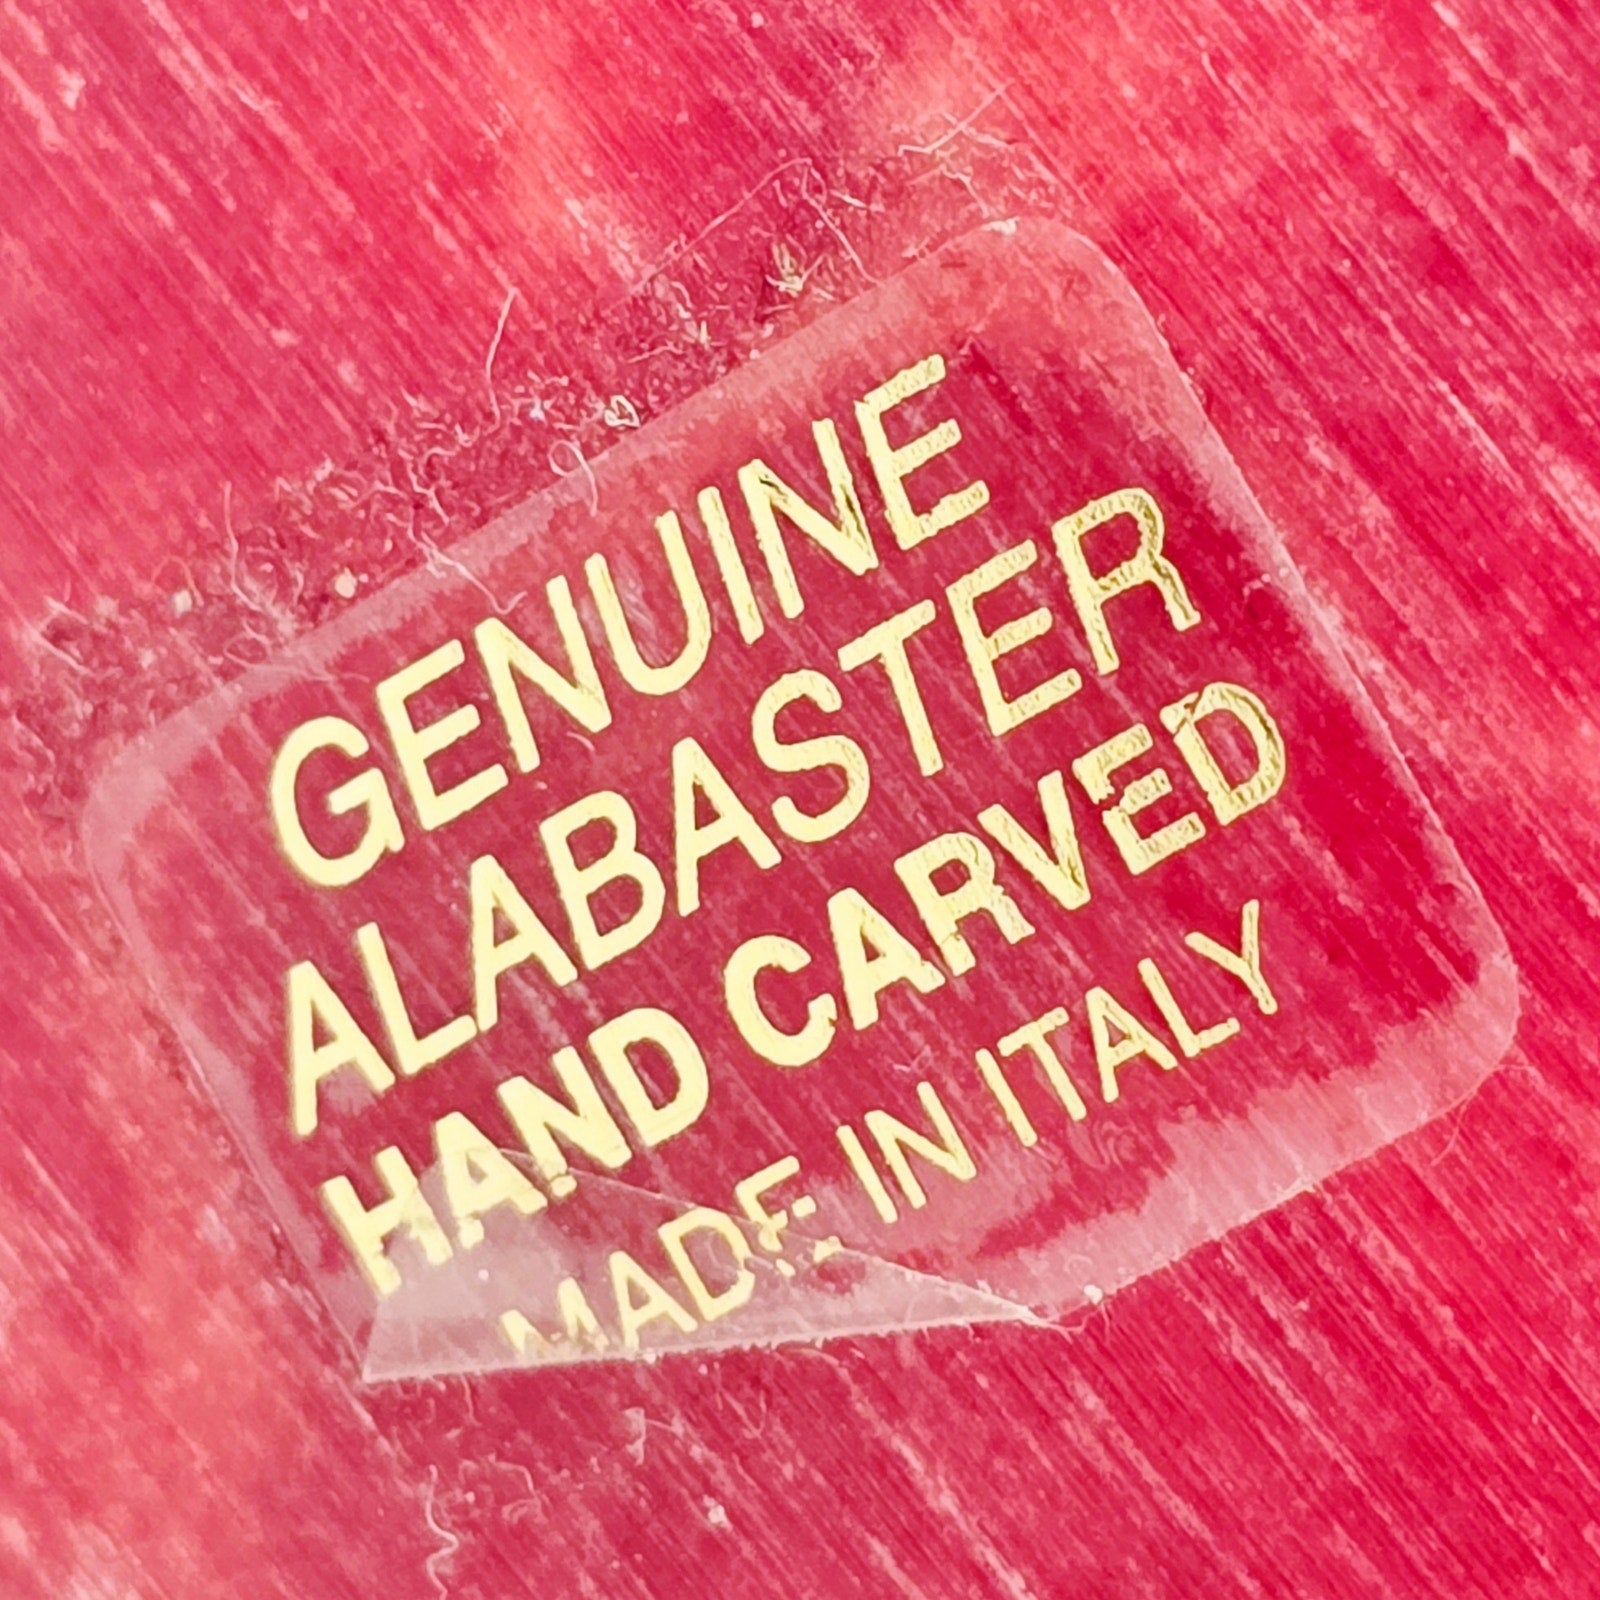 GENUINE
ALABASTER
HAND CARVED
MADE IN ITALY